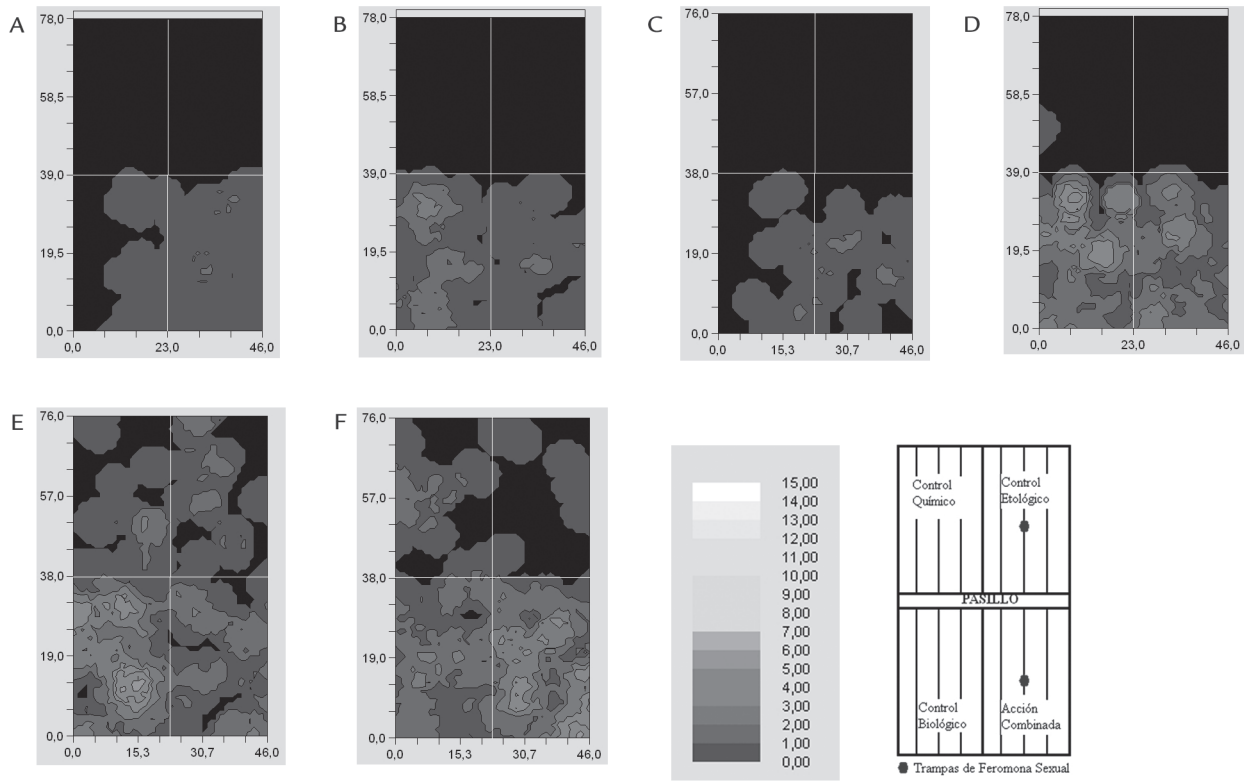 A
78,0
58,5
39,0
19,5
0,0
0,0 23,0 46,0
B
78,0
58,5
39,0
19,5
0,0
0,0 23,0 46,0
C
76,0
57,0
38,0
19,0
0,0
0,0 15,3 30,7 46,0
D
78,0
58,5
39,0
19,5
0,0
0,0 23,0 46,0
E
76,0
57,0
38,0
19,0
0,0
0,0 15,3 30,7 46,0
F
76,0
57,0
38,0
19,0
0,0
0,0 15,3 30,7 46,0
15,00
14,00
13,00
12,00
11,00
10,00
9,00
8,00
7,00
6,00
5,00
4,00
3,00
2,00
1,00
0,00
Control
Químico
Control
Etológico
PASILLO
Control
Biológico
Acción
Combinada
Trampas de Feromona Sexual